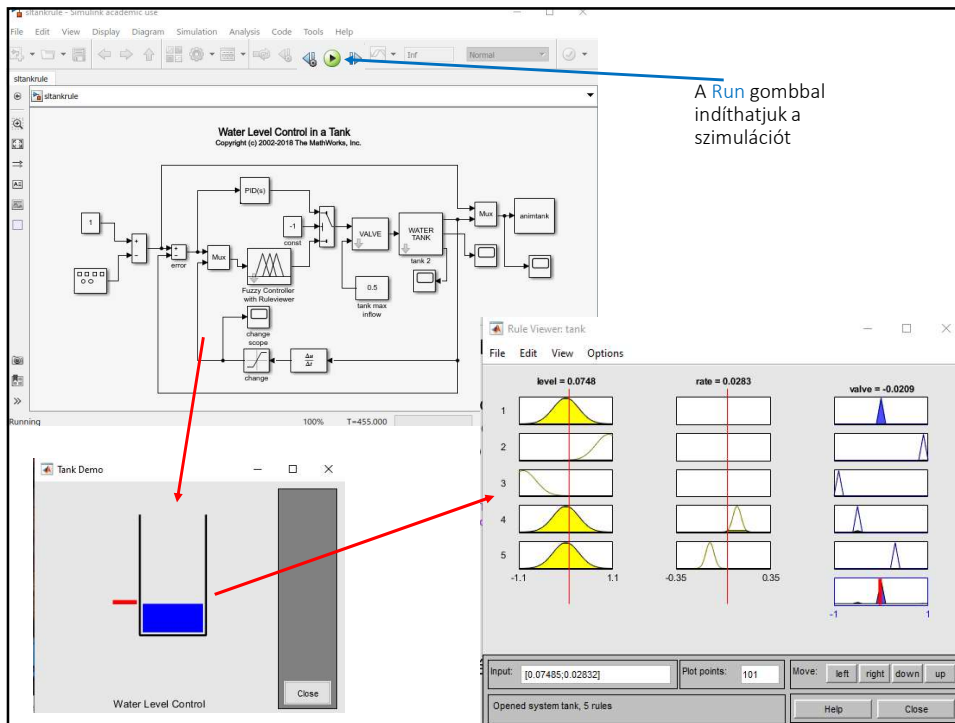 sltankrule - Simulink academic use
File Edit View Display Diagram Simulation Analysis Code Tools Help
Inf Normal
sltankrule
sltankrule
A Run gombbal
indíthatjuk a
szimulációt
Water Level Control in a Tank
Copyright (c) 2002-2018 The MathWorks, Inc.
PID(s)
1
-1
const
Mux
animtank
VALVE
WATER
TANK
tank 2
error
Mux
Fuzzy Controller
with Ruleviewer
0.5
tank max
inflow
change
scope
change
Δu
Δt
Running 100% T=455.000
Rule Viewer: tank
File Edit View Options
level = 0.0748 rate = 0.0283 valve = -0.0209
1
2
3
4
5
-1.1 1.1 -0.35 0.35
-1 1
Input: [0.07485;0.02832] Plot points: 101 Move: left right down up
Opened system tank, 5 rules Help Close
Tank Demo
Close
Water Level Control